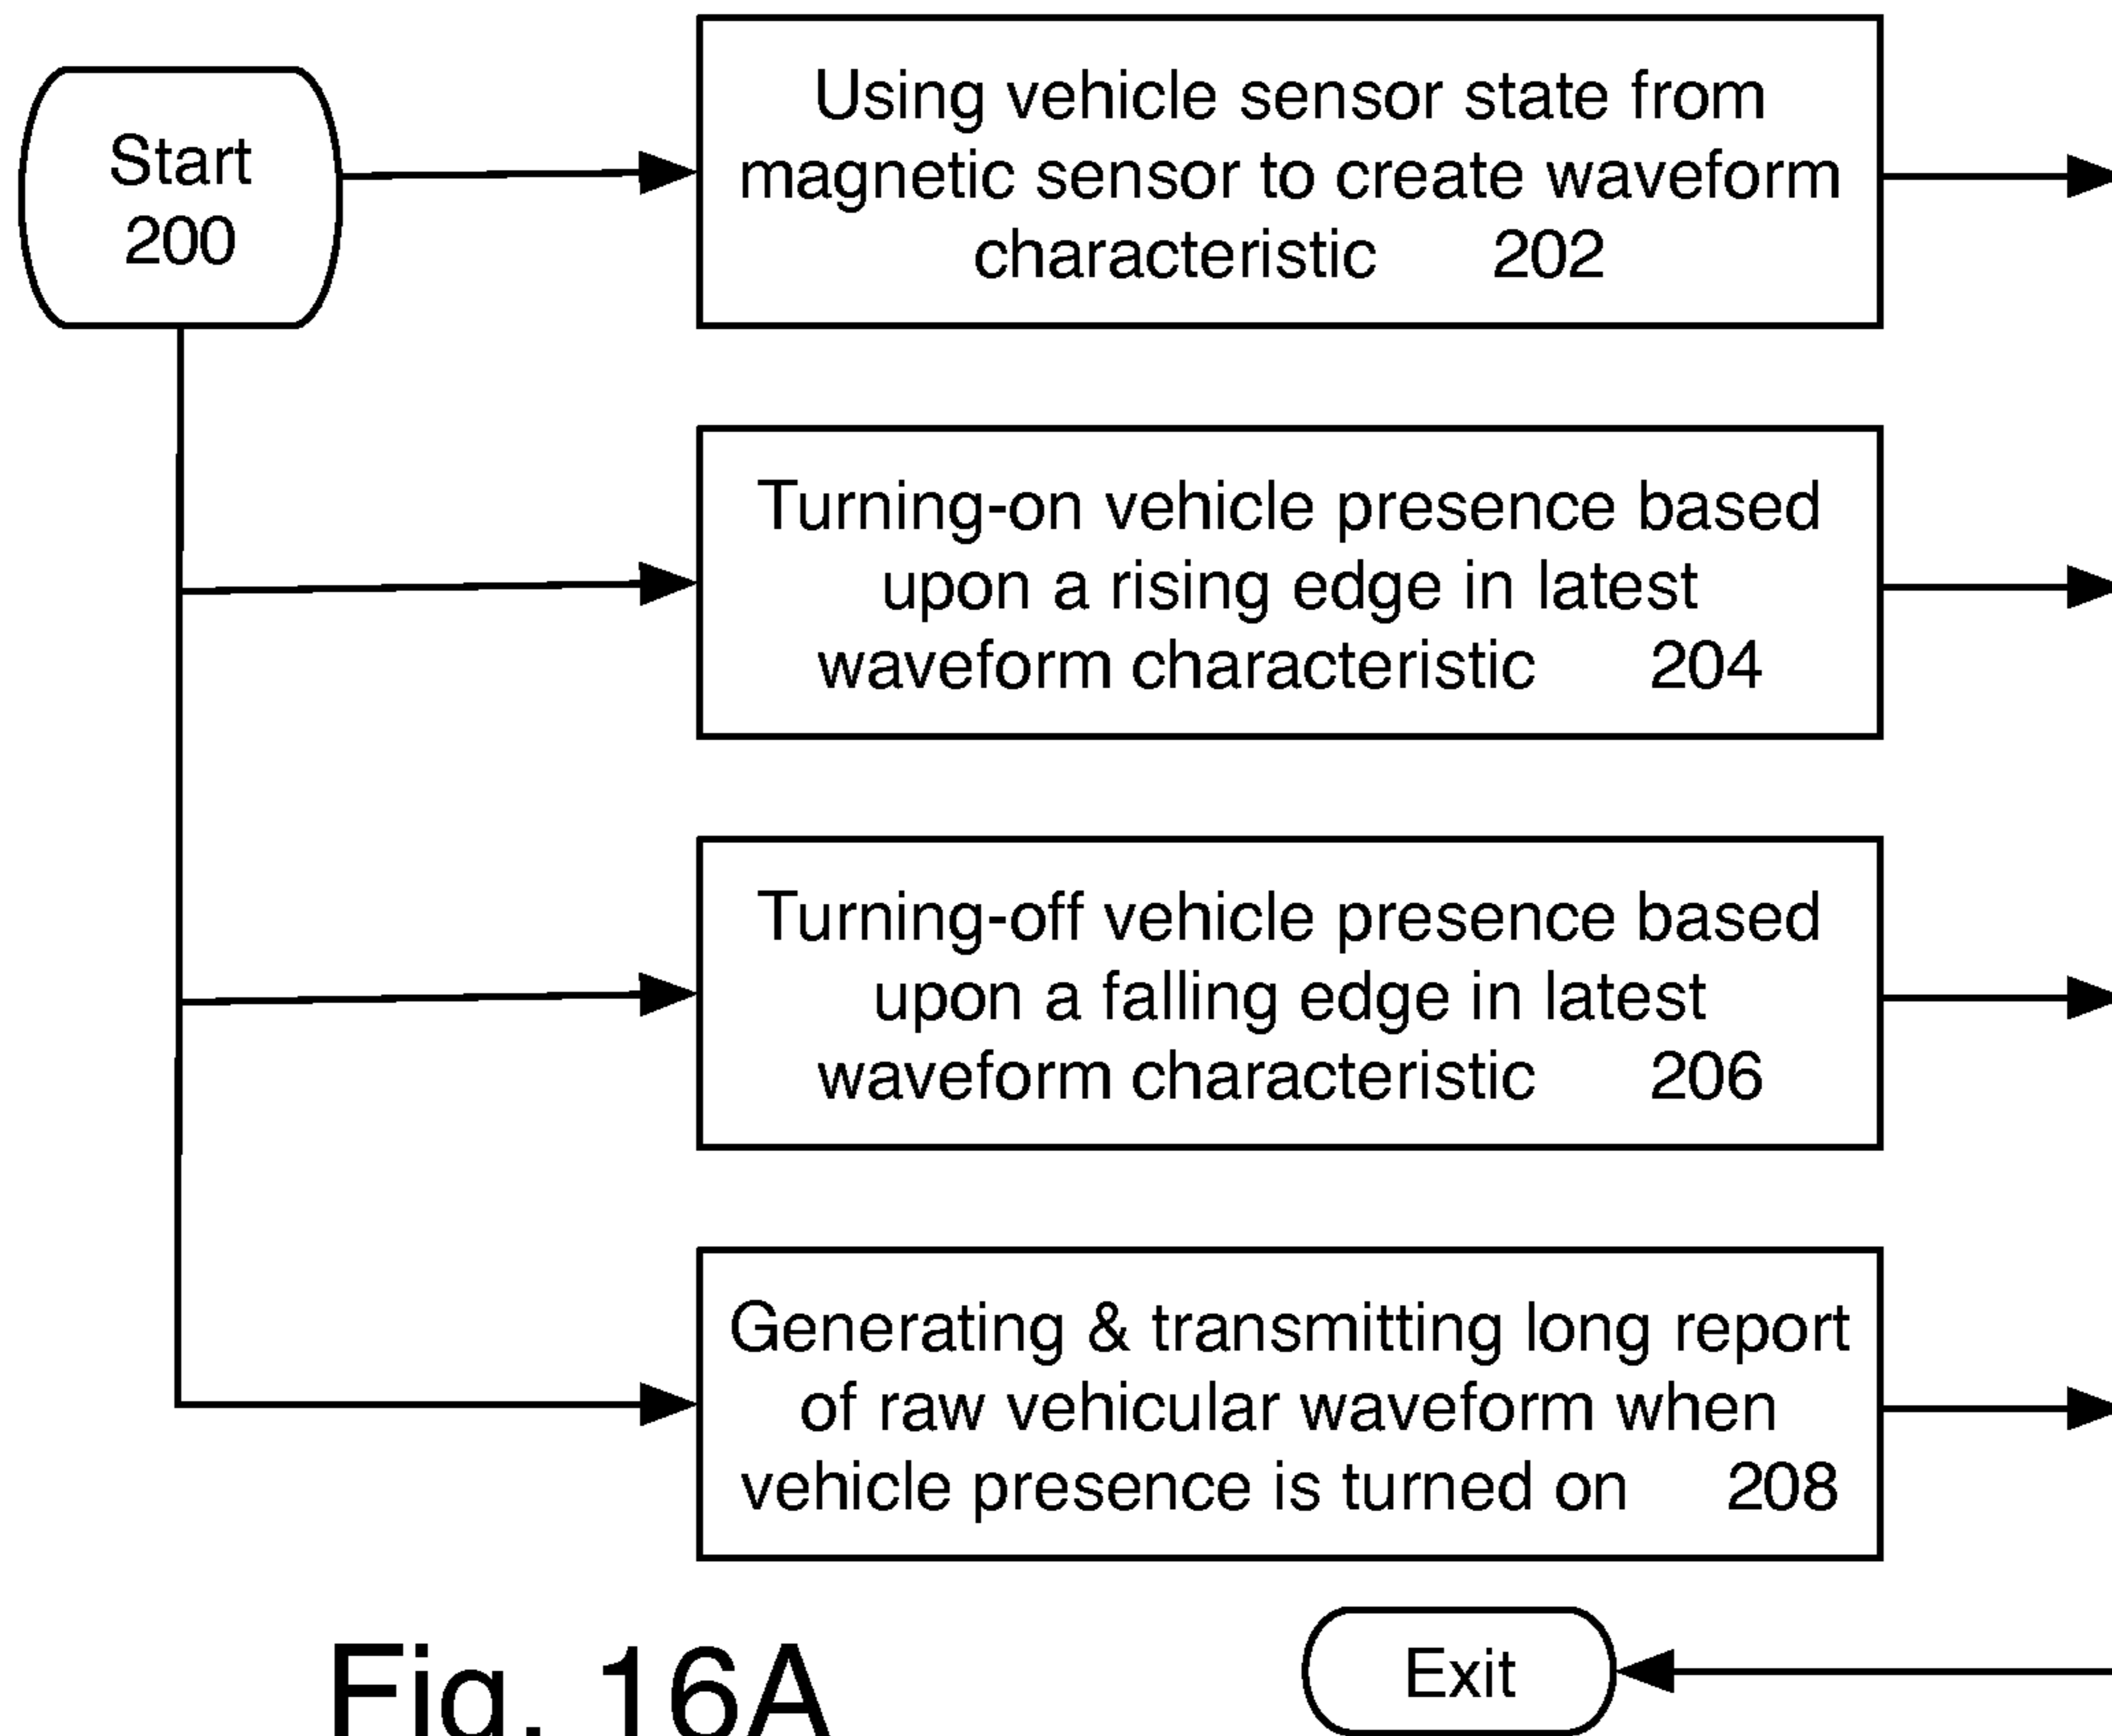 Start
200
Using vehicle sensor state from
magnetic sensor to create waveform
characteristic 202
Turning-on vehicle presence based
upon a rising edge in latest
waveform characteristic 204
Turning-off vehicle presence based
upon a falling edge in latest
waveform characteristic 206
Generating & transmitting long report
of raw vehicular waveform when
vehicle presence is turned on 208
Exit
Fig. 16A